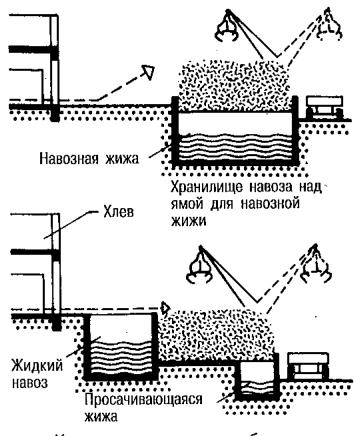 Навозная жижа
Хранилище навоза над
ямой для навозной
жижи
Хлев
Жидкий
навоз
Просачивающаяся
жижа